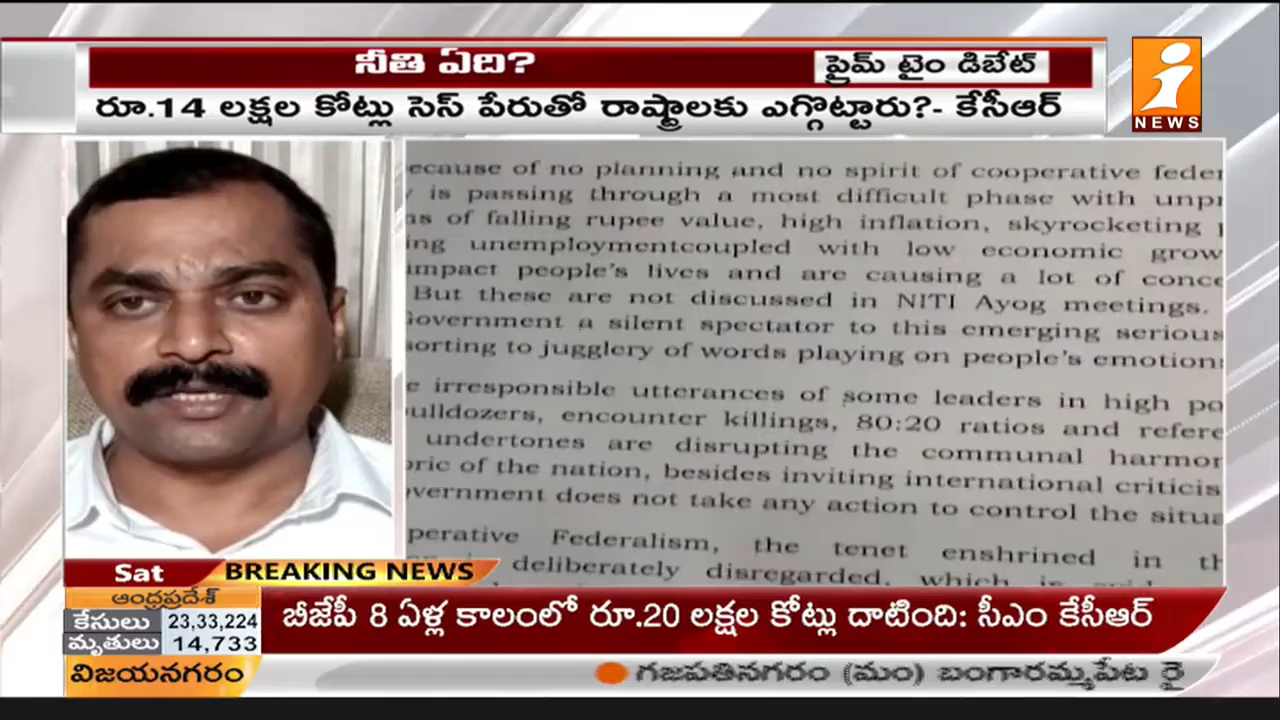 నీతి ఏది?
ప్రైమ్ టైం డిబేట్
రూ.14 లక్షల కోట్లు సెస్ పేరుతో రాష్ట్రాలకు ఎగ్గొట్టారు?- కేసీఆర్
i
NEWS
ecause of no planning and no spirit of cooperative feder
is passing through a most difficult phase with unpr
ns of falling rupee value, high inflation, skyrocketing
ing unemploymentcoupled with low economic grow
impact people's lives and are causing a lot of conce
But these are not discussed in NITI Ayog meetings.
Government a silent spectator to this emerging serious
sorting to jugglery of words playing on people's emotion
e irresponsible utterances of some leaders in high po
ulldozers, encounter killings, 80:20 ratios and refere
undertones are disrupting the communal harmon
ric of the nation, besides inviting international criticis
overnment does not take any action to control the situa
perative Federalism, the tenet enshrined in th
deliberately disregarded, which is
Sat
BREAKING NEWS
ఆంధ్రప్రదేశ్
కేసులు 23,33,224
మృతులు 14,733
బీజేపీ 8 ఏళ్ల కాలంలో రూ.20 లక్షల కోట్లు దాటింది: సీఎం కేసీఆర్
విజయనగరం
గజపతినగరం (మం) బంగారమ్మపేట రై